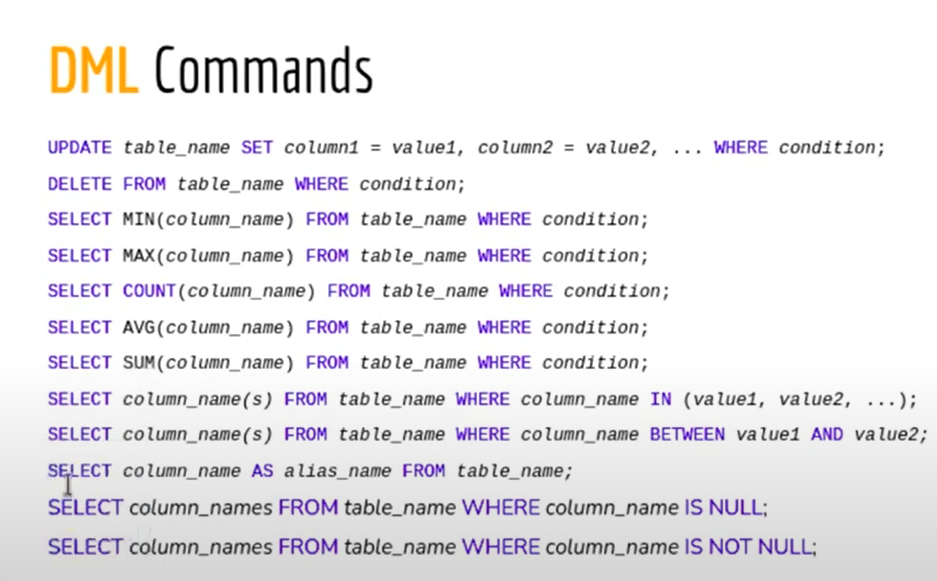 DML Commands
UPDATE table_name SET column1 = value1, column2 = value2, ... WHERE condition;
DELETE FROM table_name WHERE condition;
SELECT MIN(column_name) FROM table_name WHERE condition;
SELECT MAX(column_name) FROM table_name WHERE condition;
SELECT COUNT(column_name) FROM table_name WHERE condition;
SELECT AVG(column_name) FROM table_name WHERE condition;
SELECT SUM(column_name) FROM table_name WHERE condition;
SELECT column_name(s) FROM table_name WHERE column_name IN (value1, value2, ...);
SELECT column_name(s) FROM table_name WHERE column_name BETWEEN value1 AND value2;
SELECT column_name AS alias_name FROM table_name;
SELECT column_names FROM table_name WHERE column_name IS NULL;
SELECT column_names FROM table_name WHERE column_name IS NOT NULL;